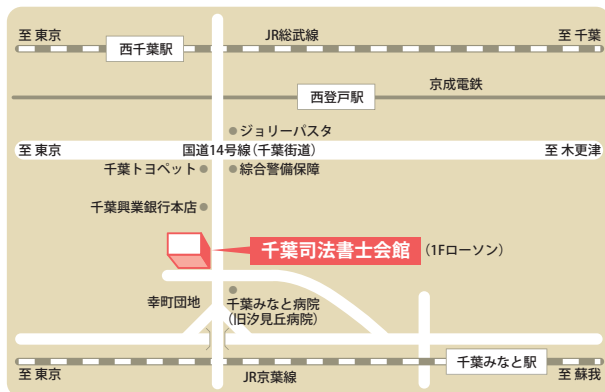 至 東京
JR総武線
至 千葉
西千葉駅
京成電鉄
西登戸駅
ジョリーパスタ
国道14号線(千葉街道)
至 東京
至 木更津
千葉トヨペット
綜合警備保障
千葉興業銀行本店
千葉司法書士会館
(1Fローソン)
幸町団地
千葉みなと病院
(旧汐見丘病院)
千葉みなと駅
至 東京
JR京葉線
至 蘇我